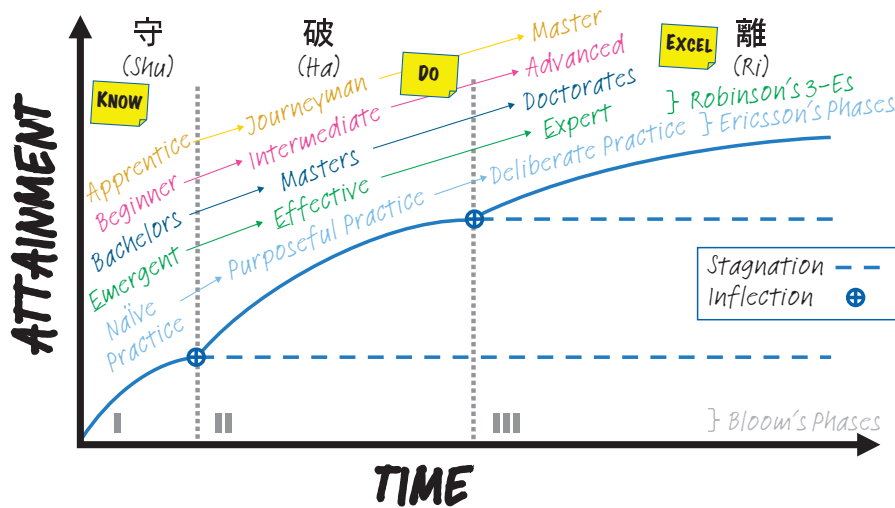 守
(Shu)
破
(Ha)
離
(Ri)
KNOW
DO
EXCEL
Apprentice
Journeyman
Master
Beginner
Intermediate
Advanced
Bachelors
Masters
Doctorates
Emergent
Effective
Expert
} Robinson's 3-Es
Naïve
Practice
Purposeful Practice
Deliberate Practice
} Ericsson's Phases
ATTAINMENT
Stagnation
Inflection
I
II
III
} Bloom's Phases
TIME